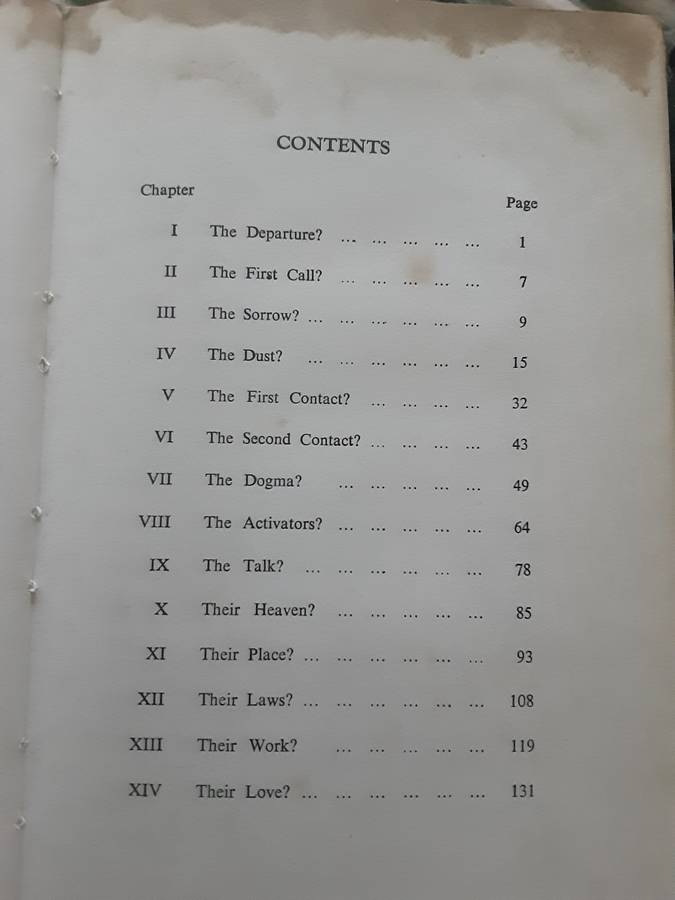 CONTENTS
Chapter Page
I The Departure? ... ... ... ... ... 1
II The First Call? ... ... ... ... ... 7
III The Sorrow? ... ... ... ... ... ... 9
IV The Dust? ... ... ... ... ... ... 15
V The First Contact? ... ... ... ... 32
VI The Second Contact? ... ... ... ... 43
VII The Dogma? ... ... ... ... ... 49
VIII The Activators? ... ... ... ... ... 64
IX The Talk? ... ... ... ... ... ... 78
X Their Heaven? ... ... ... ... ... 85
XI Their Place? ... ... ... ... ... ... 93
XII Their Laws? ... ... ... ... ... ... 108
XIII Their Work? ... ... ... ... ... 119
XIV Their Love? ... ... ... ... ... ... 131